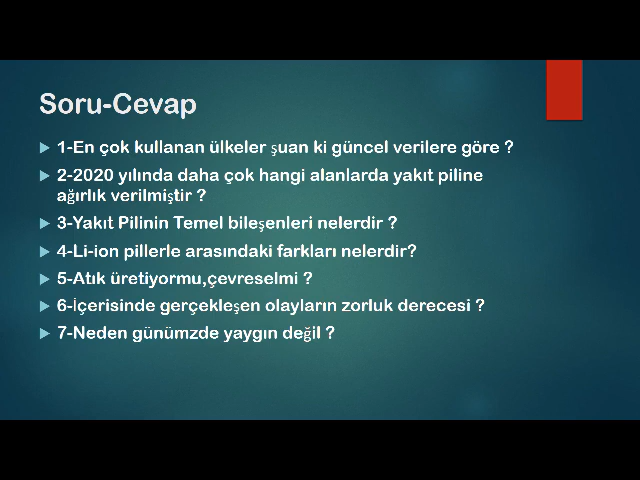 Soru-Cevap
1-En çok kullanan ülkeler şuan ki güncel verilere göre ?
2-2020 yılında daha çok hangi alanlarda yakıt piline
ağırlık verilmiştir ?
3-Yakıt Pilinin Temel bileşenleri nelerdir ?
4-Li-ion pillerle arasındaki farkları nelerdir?
5-Atık üretiyormu,çevreselmi ?
6-İçerisinde gerçekleşen olayların zorluk derecesi ?
7-Neden günümzde yaygın değil ?